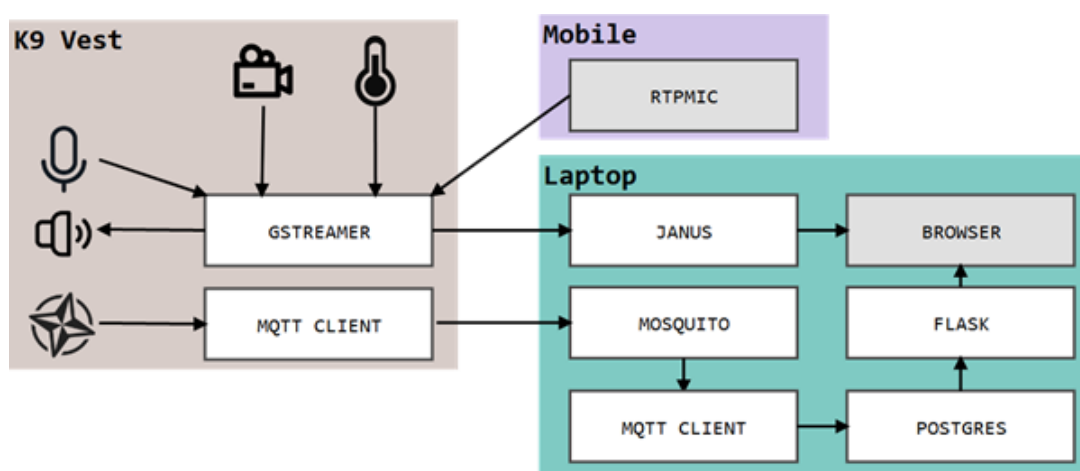 K9 Vest
Mobile
RTPMIC
Laptop
GSTREAMER
JANUS
BROWSER
MQTT CLIENT
MOSQUITO
FLASK
MQTT CLIENT
POSTGRES